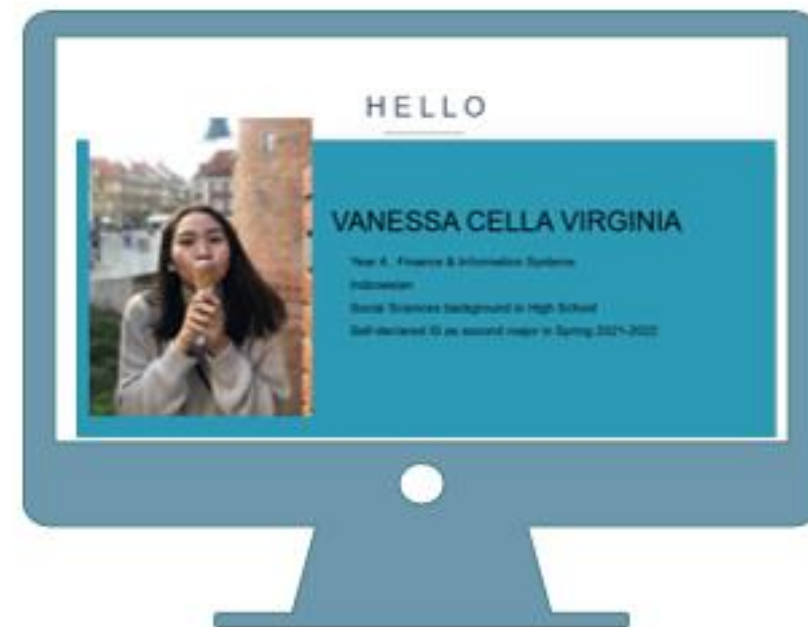 HELLO
VANESSA CELLA VIRGINIA
Year 4, Finance & Information Systems
Indonesian
Social Sciences background in High School
Self-declared IS as second major in Spring 2021-2022